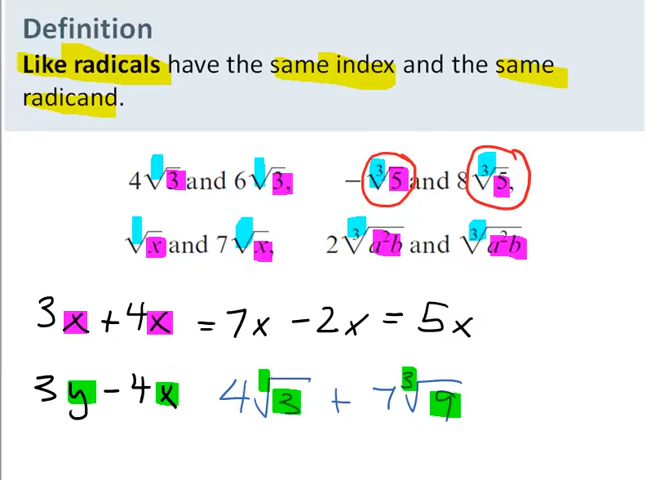 Definition
Like radicals have the same index and the same
radicand.
4√3 and 6√3, −∛5 and 8∛5,
√x and 7√x, 2∛a²b and ∛a²b
3x + 4x = 7x − 2x = 5x
3y − 4x 4√3 + 7∛9